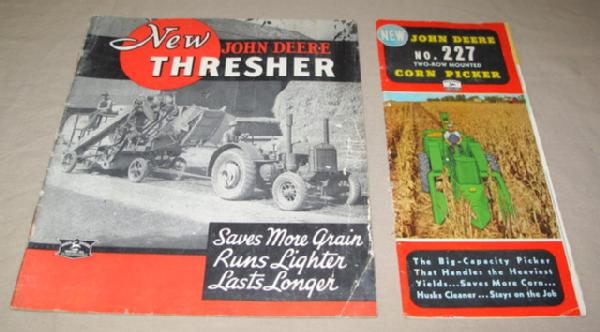 New
JOHN DEERE
THRESHER
Saves More Grain
Runs Lighter
Lasts Longer
NEW
JOHN DEERE
NO. 227
TWO-ROW MOUNTED
CORN PICKER
The Big-Capacity Picker
That Handles the Heaviest
Yields...Saves More Corn...
Husks Cleaner...Stays on the Job